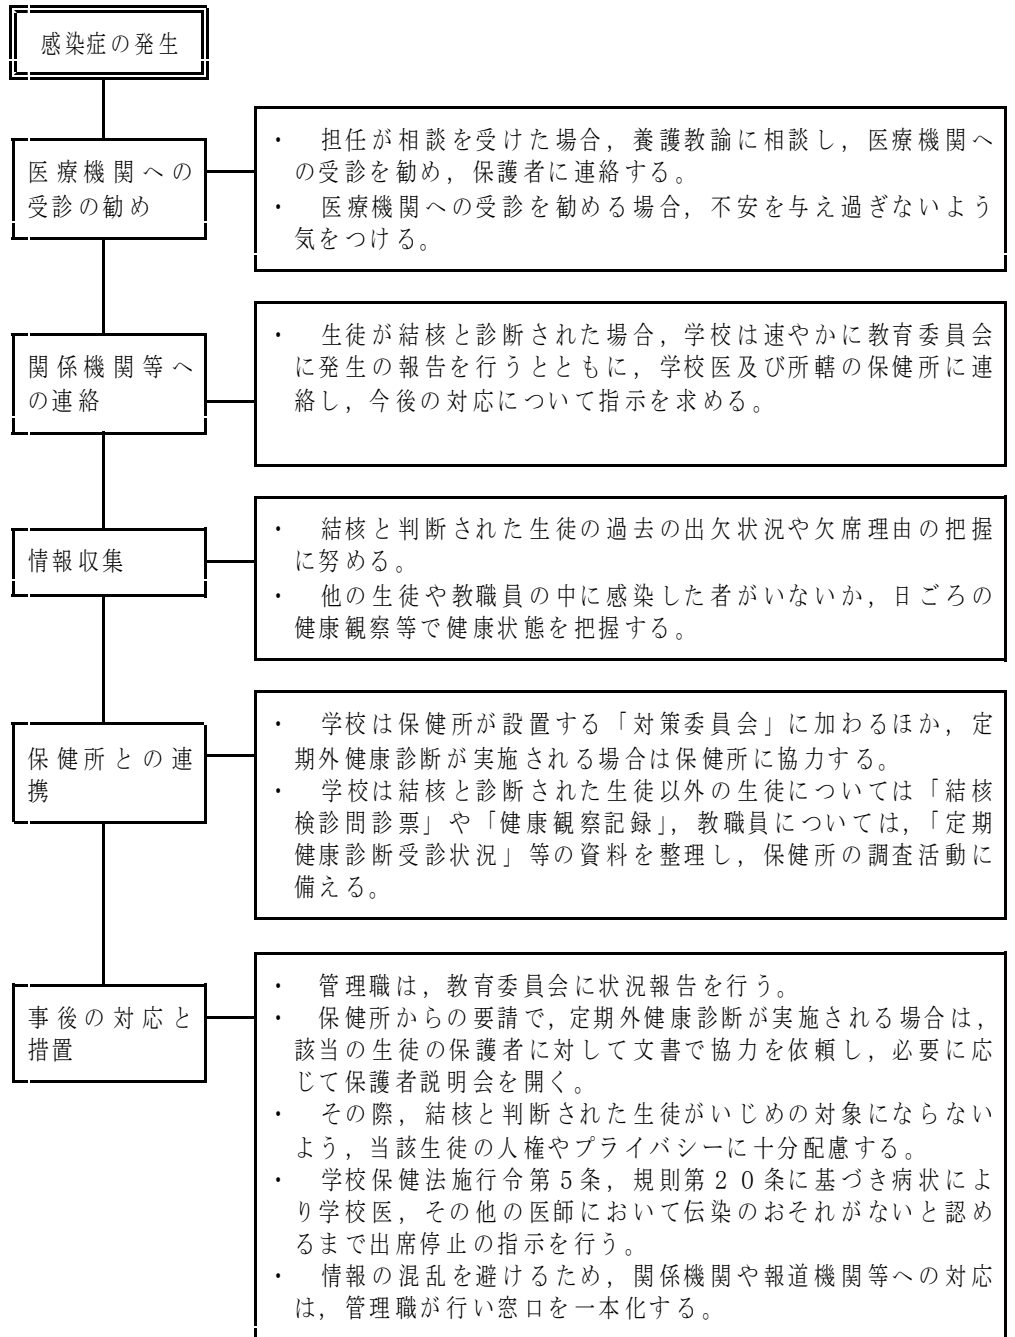 感染症の発生
医療機関への
受診の勧め
・　担任が相談を受けた場合，養護教諭に相談し，医療機関へ
の受診を勧め，保護者に連絡する。
・　医療機関への受診を勧める場合，不安を与え過ぎないよう
気をつける。
関係機関等へ
の連絡
・　生徒が結核と診断された場合，学校は速やかに教育委員会
に発生の報告を行うとともに，学校医及び所轄の保健所に連
絡し，今後の対応について指示を求める。
情報収集
・　結核と判断された生徒の過去の出欠状況や欠席理由の把握
に努める。
・　他の生徒や教職員の中に感染した者がいないか，日ごろの
健康観察等で健康状態を把握する。
保健所との連
携
・　学校は保健所が設置する「対策委員会」に加わるほか，定
期外健康診断が実施される場合は保健所に協力する。
・　学校は結核と診断された生徒以外の生徒については「結核
検診問診票」や「健康観察記録」，教職員については，「定期
健康診断受診状況」等の資料を整理し，保健所の調査活動に
備える。
事後の対応と
措置
・　管理職は，教育委員会に状況報告を行う。
・　保健所からの要請で，定期外健康診断が実施される場合は，
該当の生徒の保護者に対して文書で協力を依頼し，必要に応
じて保護者説明会を開く。
・　その際，結核と判断された生徒がいじめの対象にならない
よう，当該生徒の人権やプライバシーに十分配慮する。
・　学校保健法施行令第５条，規則第２０条に基づき病状によ
り学校医，その他の医師において伝染のおそれがないと認め
るまで出席停止の指示を行う。
・　情報の混乱を避けるため，関係機関や報道機関等への対応
は，管理職が行い窓口を一本化する。